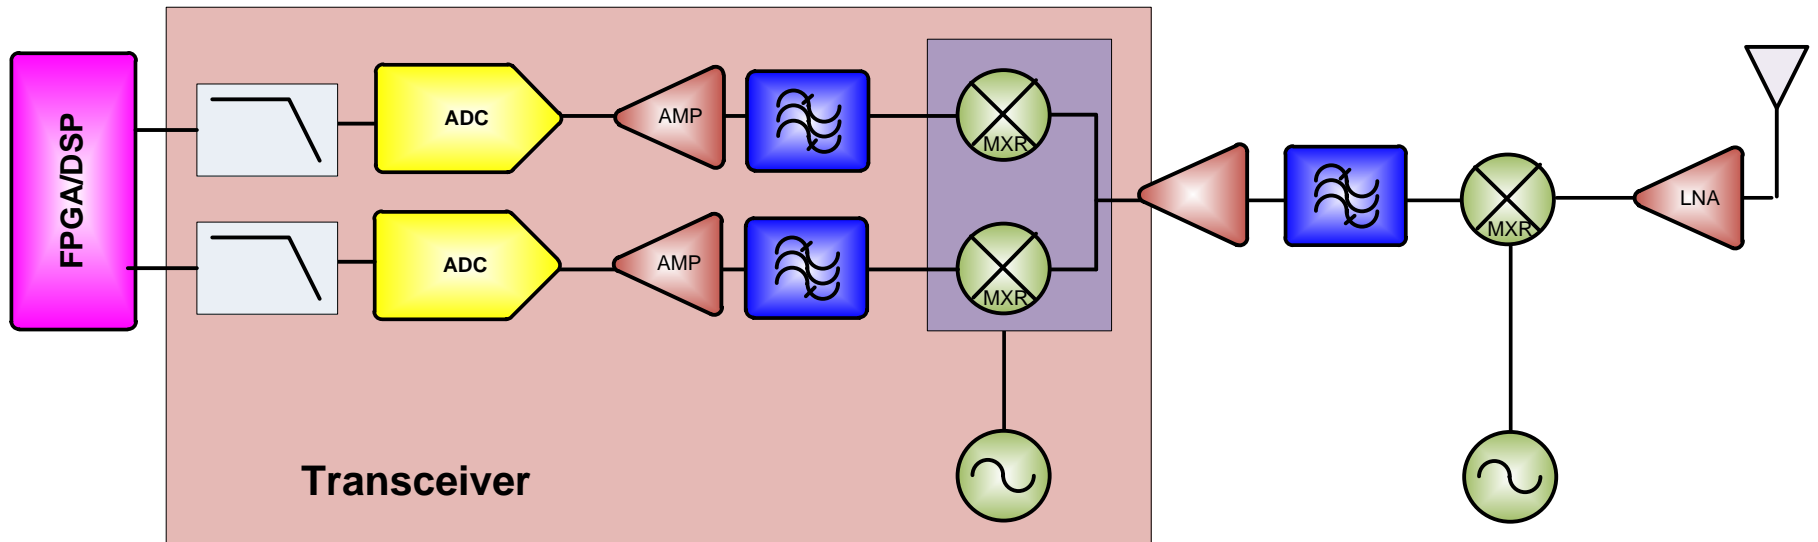 FPGA/DSP
ADC
AMP
MXR
ADC
AMP
MXR
MXR
LNA
Transceiver